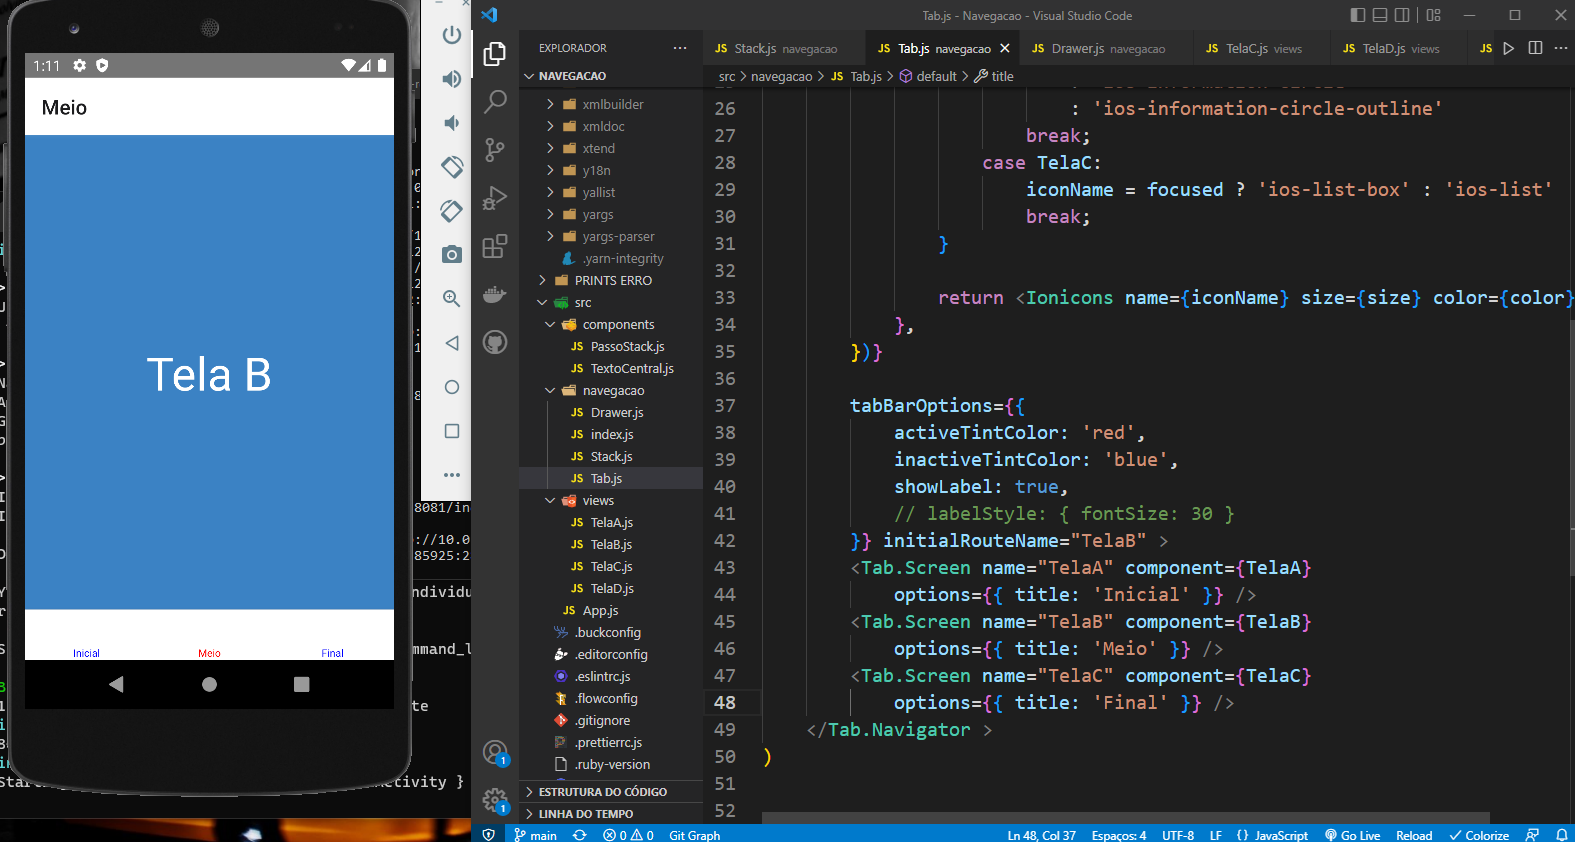 1:11
Meio
Tela B
Inicial
Meio
Final
8081/in
://10.0
85925:2
ndividu
mmand_l
te
Star
ctivity }
Tab.js - Navegacao - Visual Studio Code
EXPLORADOR
NAVEGACAO
xmlbuilder
xmldoc
xtend
y18n
yallist
yargs
yargs-parser
.yarn-integrity
PRINTS ERRO
src
components
PassoStack.js
TextoCentral.js
navegacao
Drawer.js
index.js
Stack.js
Tab.js
views
TelaA.js
TelaB.js
TelaC.js
TelaD.js
App.js
.buckconfig
.editorconfig
.eslintrc.js
.flowconfig
.gitignore
.prettierrc.js
.ruby-version
ESTRUTURA DO CÓDIGO
LINHA DO TEMPO
JS Stack.js navegacao
JS Tab.js navegacao
JS Drawer.js navegacao
JS TelaC.js views
JS TelaD.js views
JS
src > navegacao > JS Tab.js > default > title
26 : 'ios-information-circle-outline'
27 break;
28 case TelaC:
29 iconName = focused ? 'ios-list-box' : 'ios-list'
30 break;
31 }
32
33 return <Ionicons name={iconName} size={size} color={color}
34 },
35 })}
36
37 tabBarOptions={{
38 activeTintColor: 'red',
39 inactiveTintColor: 'blue',
40 showLabel: true,
41 // labelStyle: { fontSize: 30 }
42 }} initialRouteName="TelaB" >
43 <Tab.Screen name="TelaA" component={TelaA}
44 options={{ title: 'Inicial' }} />
45 <Tab.Screen name="TelaB" component={TelaB}
46 options={{ title: 'Meio' }} />
47 <Tab.Screen name="TelaC" component={TelaC}
48 options={{ title: 'Final' }} />
49 </Tab.Navigator >
50 )
51
52
main
0 0
Git Graph
Ln 48, Col 37
Espaços: 4
UTF-8
LF
{} JavaScript
Go Live
Reload
Colorize